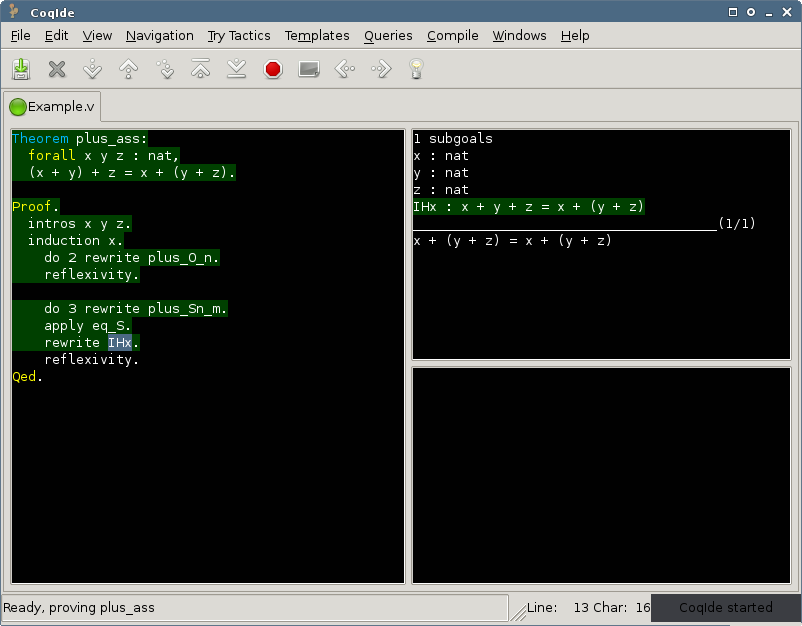 CoqIde
File Edit View Navigation Try Tactics Templates Queries Compile Windows Help
Example.v
Theorem plus_ass:
forall x y z : nat,
(x + y) + z = x + (y + z).
Proof.
intros x y z.
induction x.
do 2 rewrite plus_O_n.
reflexivity.
do 3 rewrite plus_Sn_m.
apply eq_S.
rewrite IHx.
reflexivity.
Qed.
1 subgoals
x : nat
y : nat
z : nat
IHx : x + y + z = x + (y + z)
(1/1)
x + (y + z) = x + (y + z)
Ready, proving plus_ass
Line: 13 Char: 16
CoqIde started